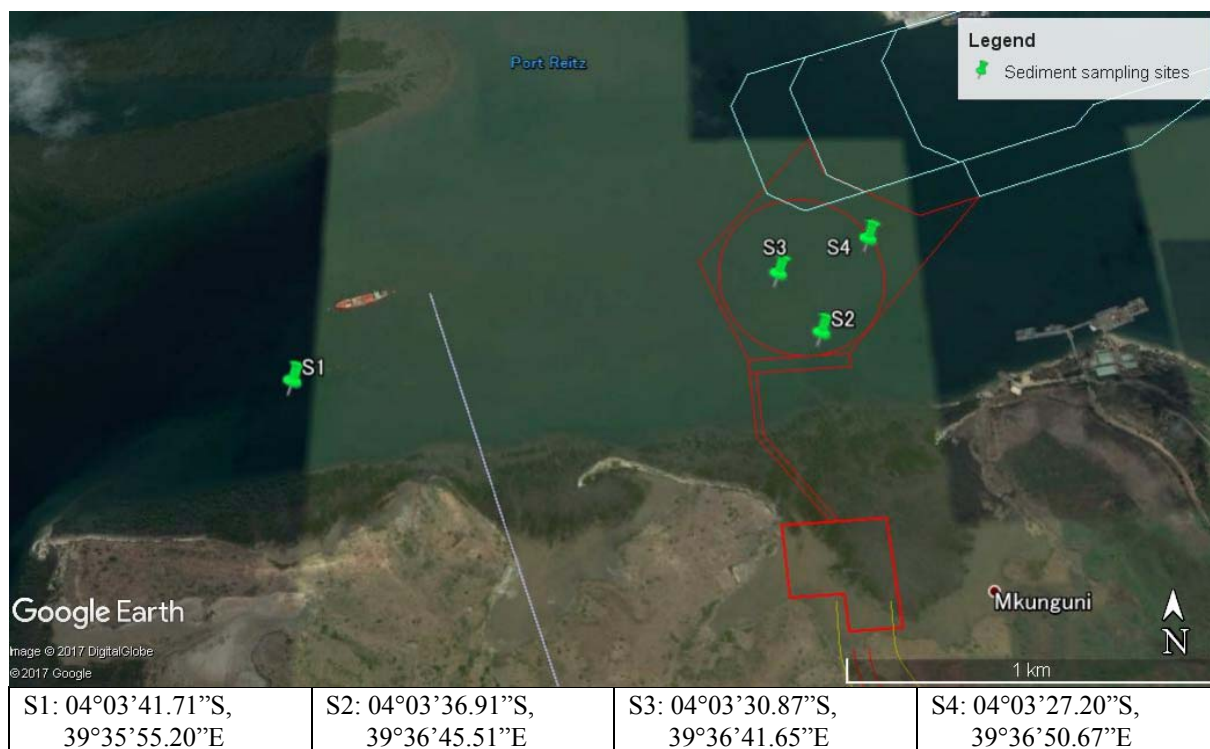 Port Reitz
Legend
Sediment sampling sites
S3
S4
S2
S1
Mkunguni
Google Earth
N
Image © 2017 DigitalGlobe
© 2017 Google
1 km
S1: 04°03’41.71”S,
39°35’55.20”E
S2: 04°03’36.91”S,
39°36’45.51”E
S3: 04°03’30.87”S,
39°36’41.65”E
S4: 04°03’27.20”S,
39°36’50.67”E